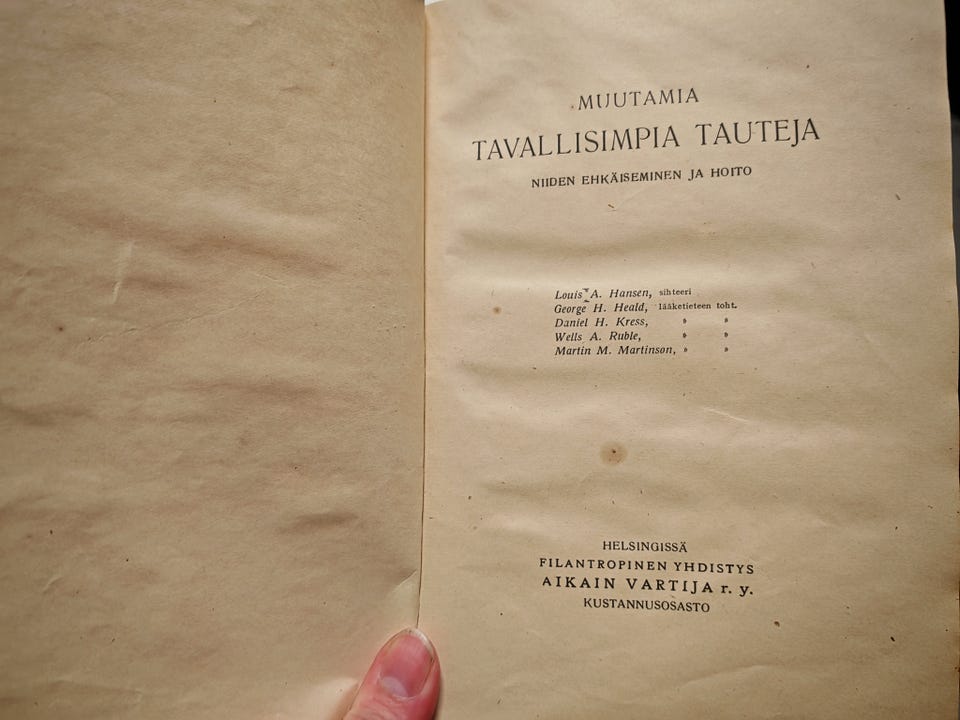 MUUTAMIA
TAVALLISIMPIA TAUTEJA
NIIDEN EHKÄISEMINEN JA HOITO
Louis A. Hansen, sihteeri
George H. Heald, lääketieteen toht.
Daniel H. Kress, » »
Wells A. Ruble, » »
Martin M. Martinson, » »
HELSINGISSÄ
FILANTROPINEN YHDISTYS
AIKAIN VARTIJA r. y.
KUSTANNUSOSASTO